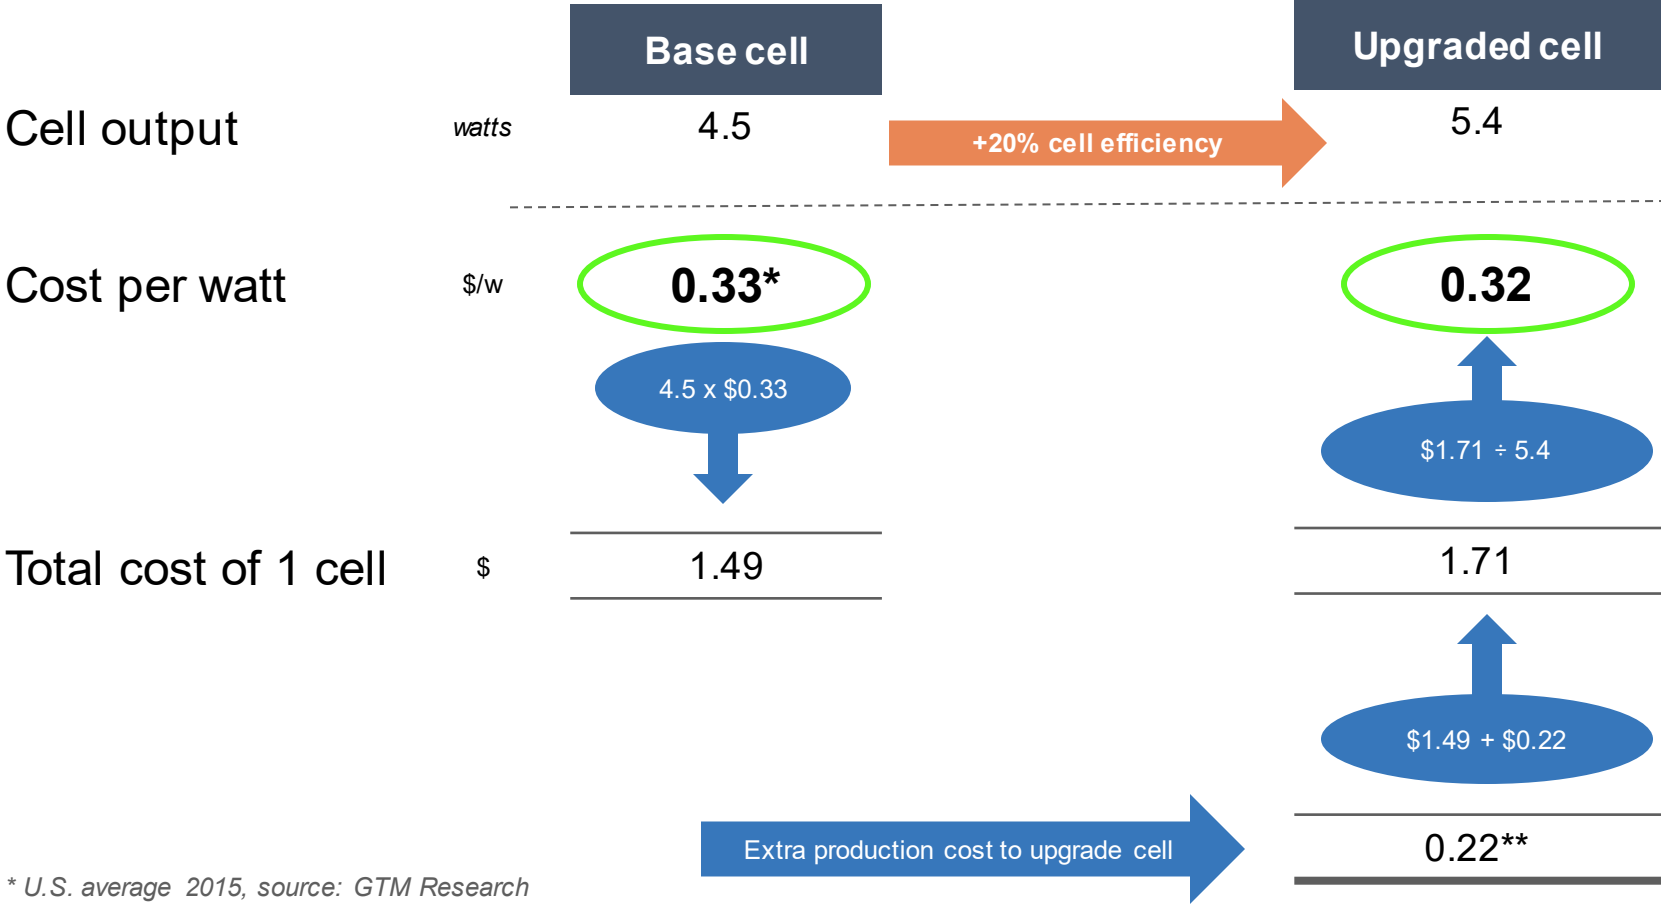 Base cell
Upgraded cell
Cell output
watts
4.5
+20% cell efficiency
5.4
Cost per watt
$/w
0.33*
0.32
4.5 x $0.33
$1.71 ÷ 5.4
Total cost of 1 cell
$
1.49
1.71
$1.49 + $0.22
Extra production cost to upgrade cell
0.22**
* U.S. average 2015, source: GTM Research